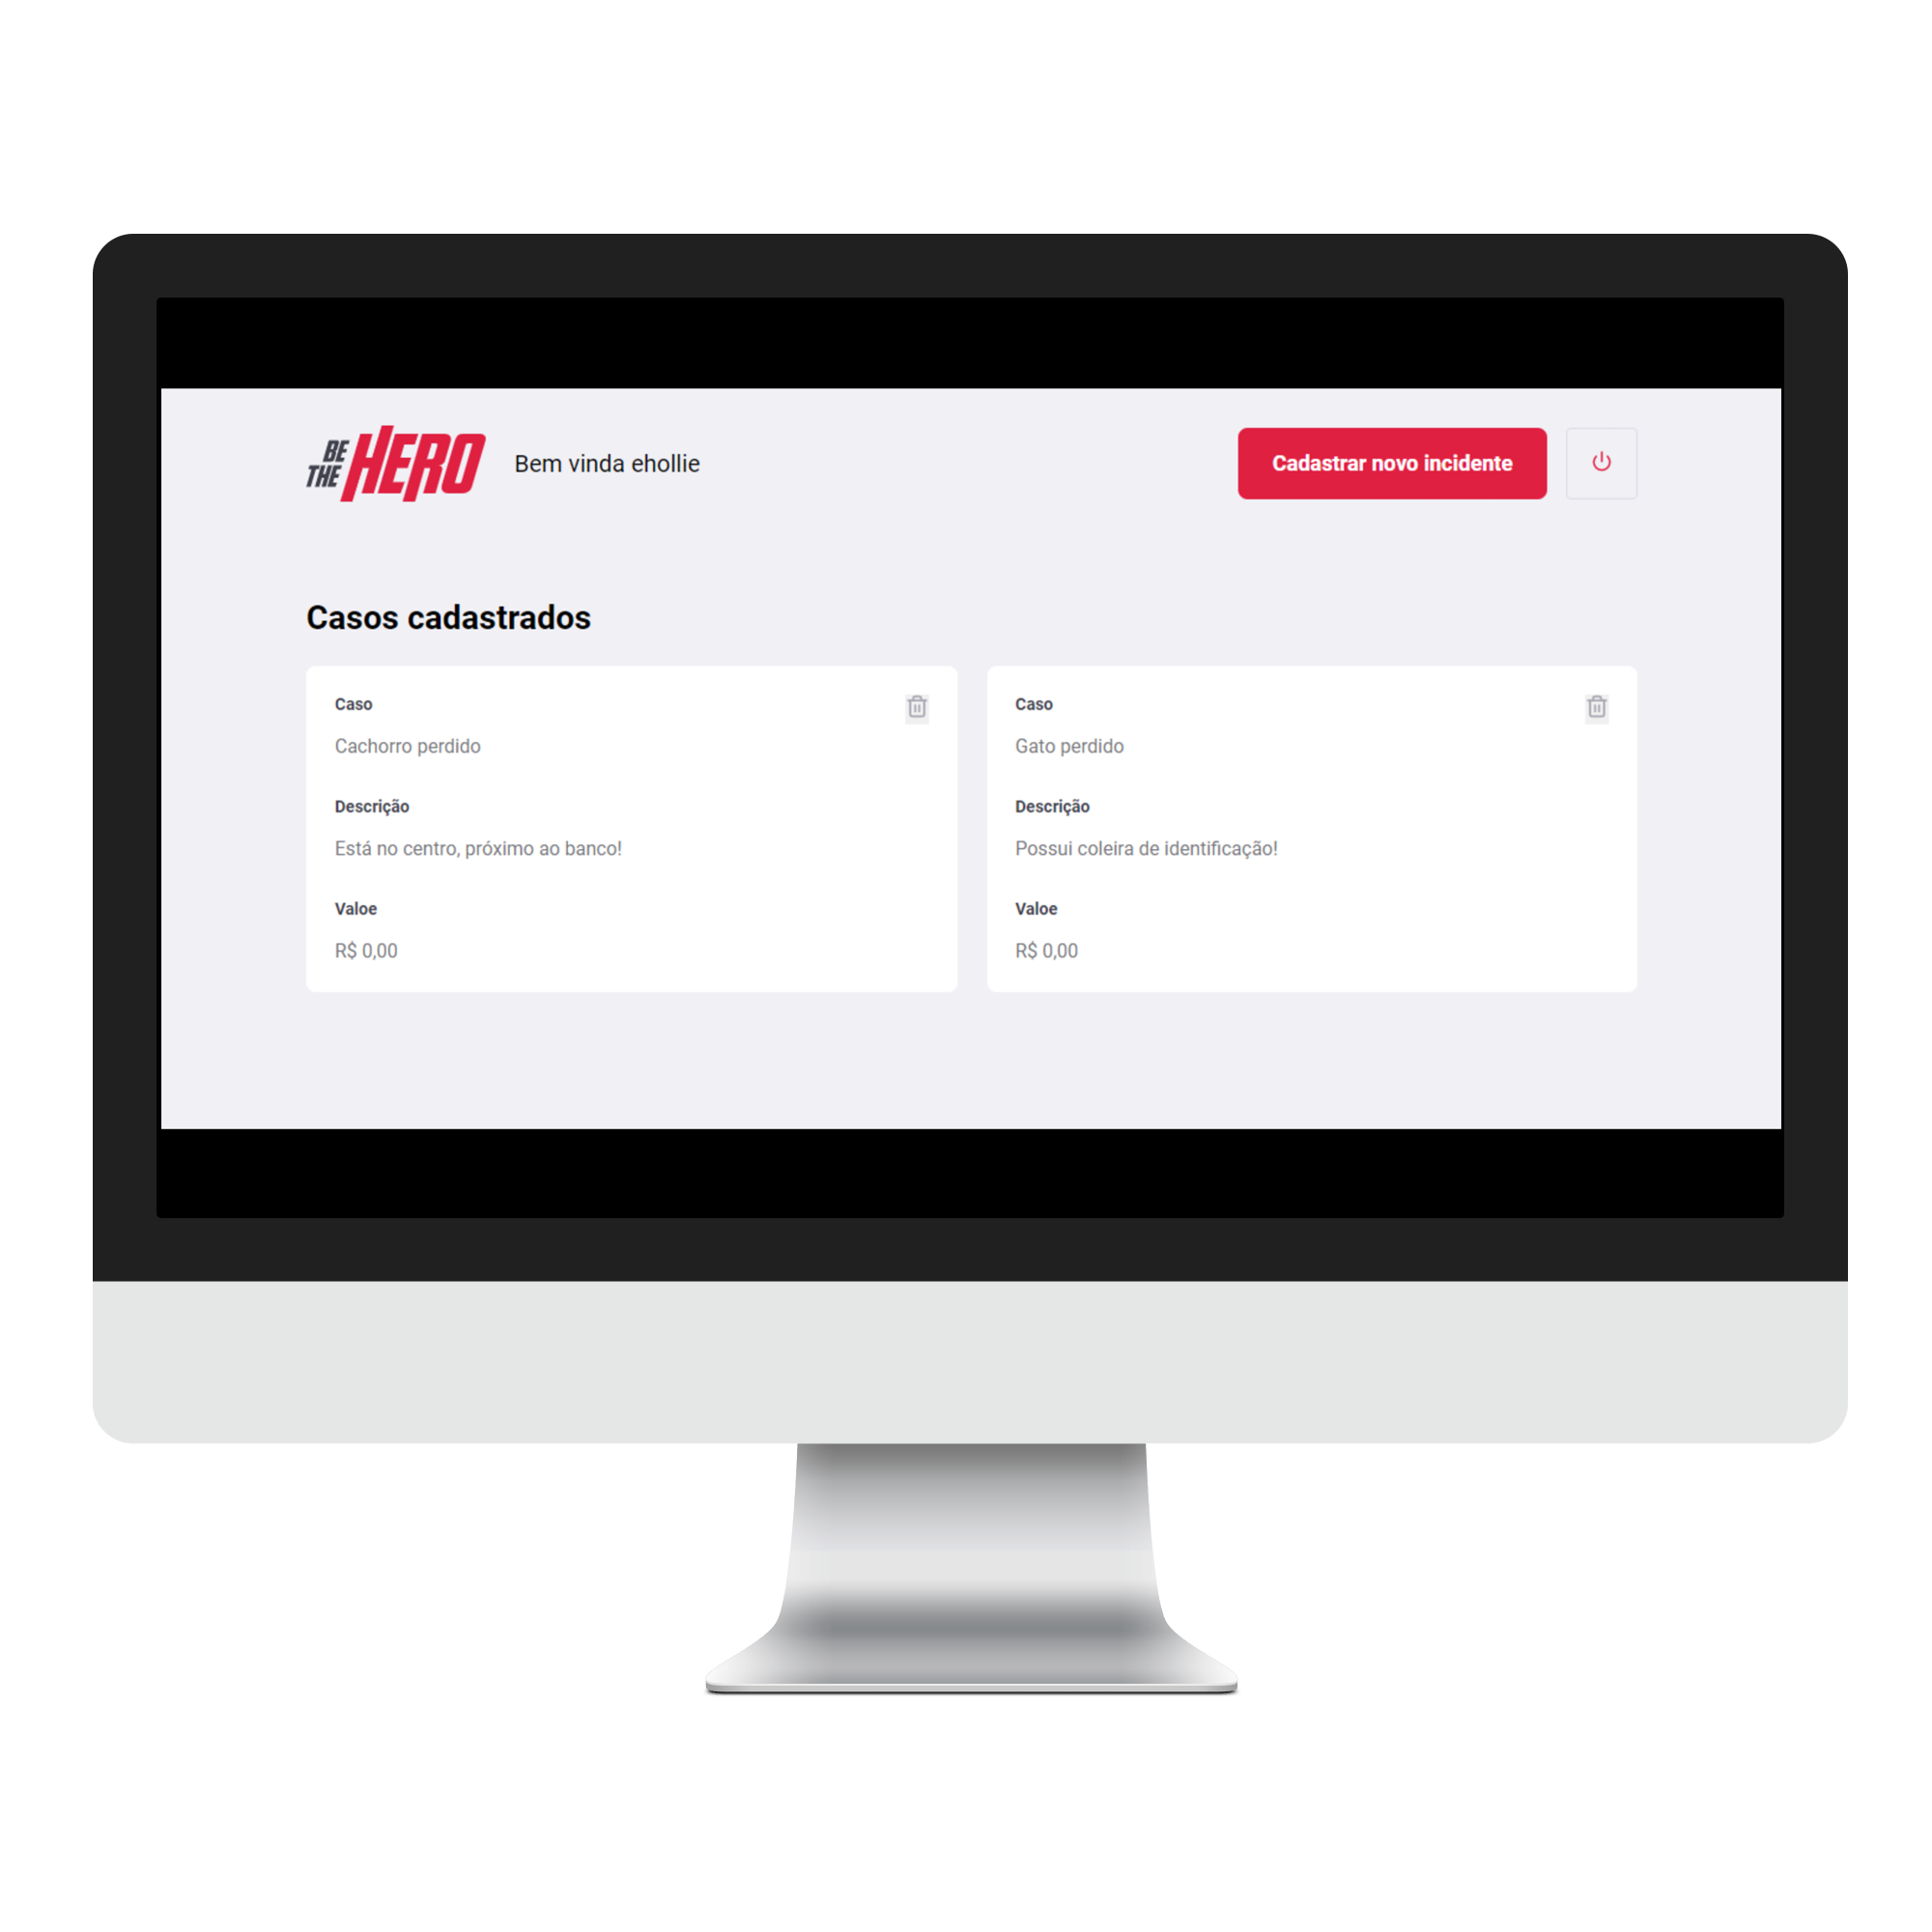 BE THE HERO
Bem vinda ehollie
Cadastrar novo incidente
Casos cadastrados
Caso
Cachorro perdido
Descrição
Está no centro, próximo ao banco!
Valoe
R$ 0,00
Caso
Gato perdido
Descrição
Possui coleira de identificação!
Valoe
R$ 0,00